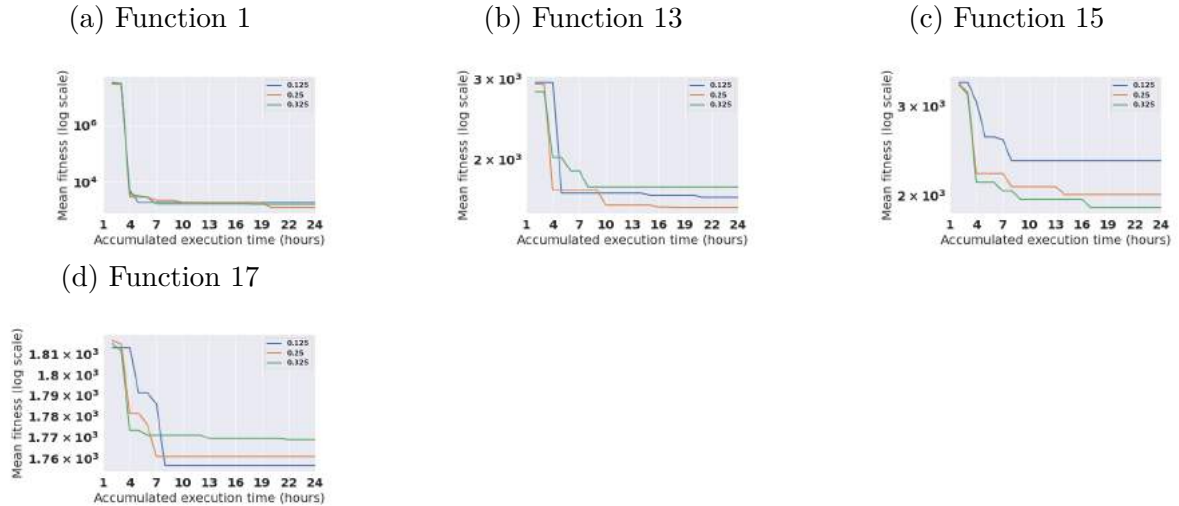 (a) Function 1
(b) Function 13
(c) Function 15
Mean fitness (log scale)
10⁶
10⁴
0.125
0.25
0.325
1 4 7 10 13 16 19 22 24
Accumulated execution time (hours)
Mean fitness (log scale)
3 × 10³
2 × 10³
0.125
0.25
0.325
1 4 7 10 13 16 19 22 24
Accumulated execution time (hours)
Mean fitness (log scale)
3 × 10³
2 × 10³
0.125
0.25
0.325
1 4 7 10 13 16 19 22 24
Accumulated execution time (hours)
(d) Function 17
Mean fitness (log scale)
1.81 × 10³
1.8 × 10³
1.79 × 10³
1.78 × 10³
1.77 × 10³
1.76 × 10³
0.125
0.25
0.325
1 4 7 10 13 16 19 22 24
Accumulated execution time (hours)